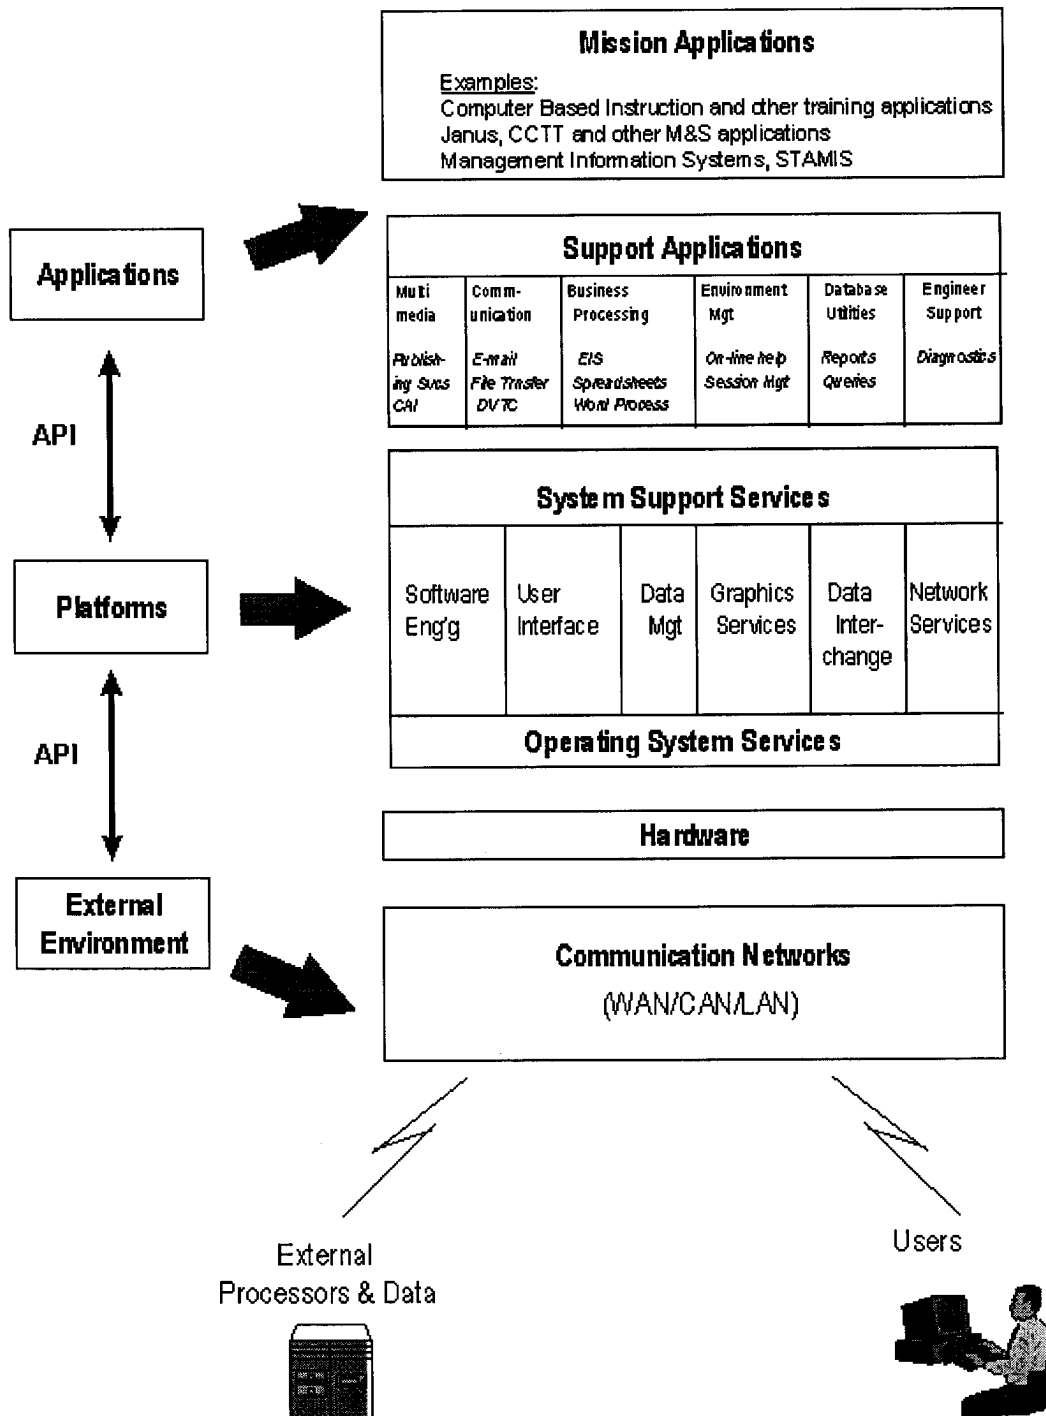 Mission Applications
Examples:
Computer Based Instruction and other training applications
Janus, CCTT and other M&S applications
Management Information Systems, STAMIS
Applications
Support Applications
Multi
media
Publish-
ing Svcs
CAI
Comm-
unication
E-mail
File Transfer
DVTC
Business
Processing
EIS
Spreadsheets
Word Process
Environment
Mgt
On-line help
Session Mgt
Database
Utilities
Reports
Queries
Engineer
Support
Diagnostics
API
System Support Services
Platforms
Software
Eng'g
User
Interface
Data
Mgt
Graphics
Services
Data
Inter-
change
Network
Services
Operating System Services
API
Hardware
External
Environment
Communication Networks
(WAN/CAN/LAN)
External
Processors & Data
Users